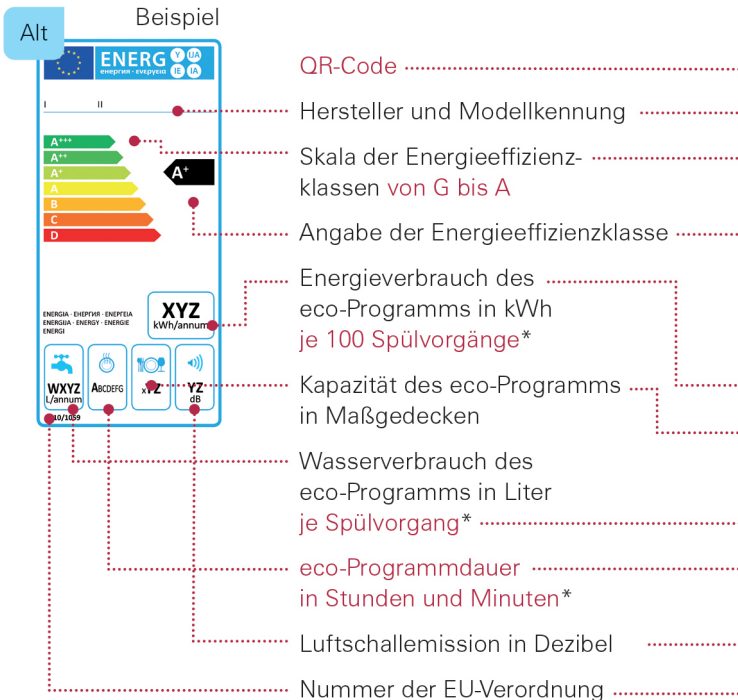 Alt
Beispiel
ENERG
енергия · ενεργεια
Y IJA
IE IA
I II
A+++
A++
A+
A
B
C
D
A+
XYZ
kWh/annum
ENERGIA · ЕНЕРГИЯ · ΕΝΕΡΓΕΙΑ
ENERGIJA · ENERGY · ENERGIE
ENERGI
WXYZ
L/annum
ABCDEFG
YZ
dB
10/1059
QR-Code
Hersteller und Modellkennung
Skala der Energieeffizienz-
klassen von G bis A
Angabe der Energieeffizienzklasse
Energieverbrauch des
eco-Programms in kWh
je 100 Spülvorgänge*
Kapazität des eco-Programms
in Maßgedecken
Wasserverbrauch des
eco-Programms in Liter
je Spülvorgang*
eco-Programmdauer
in Stunden und Minuten*
Luftschallemission in Dezibel
Nummer der EU-Verordnung